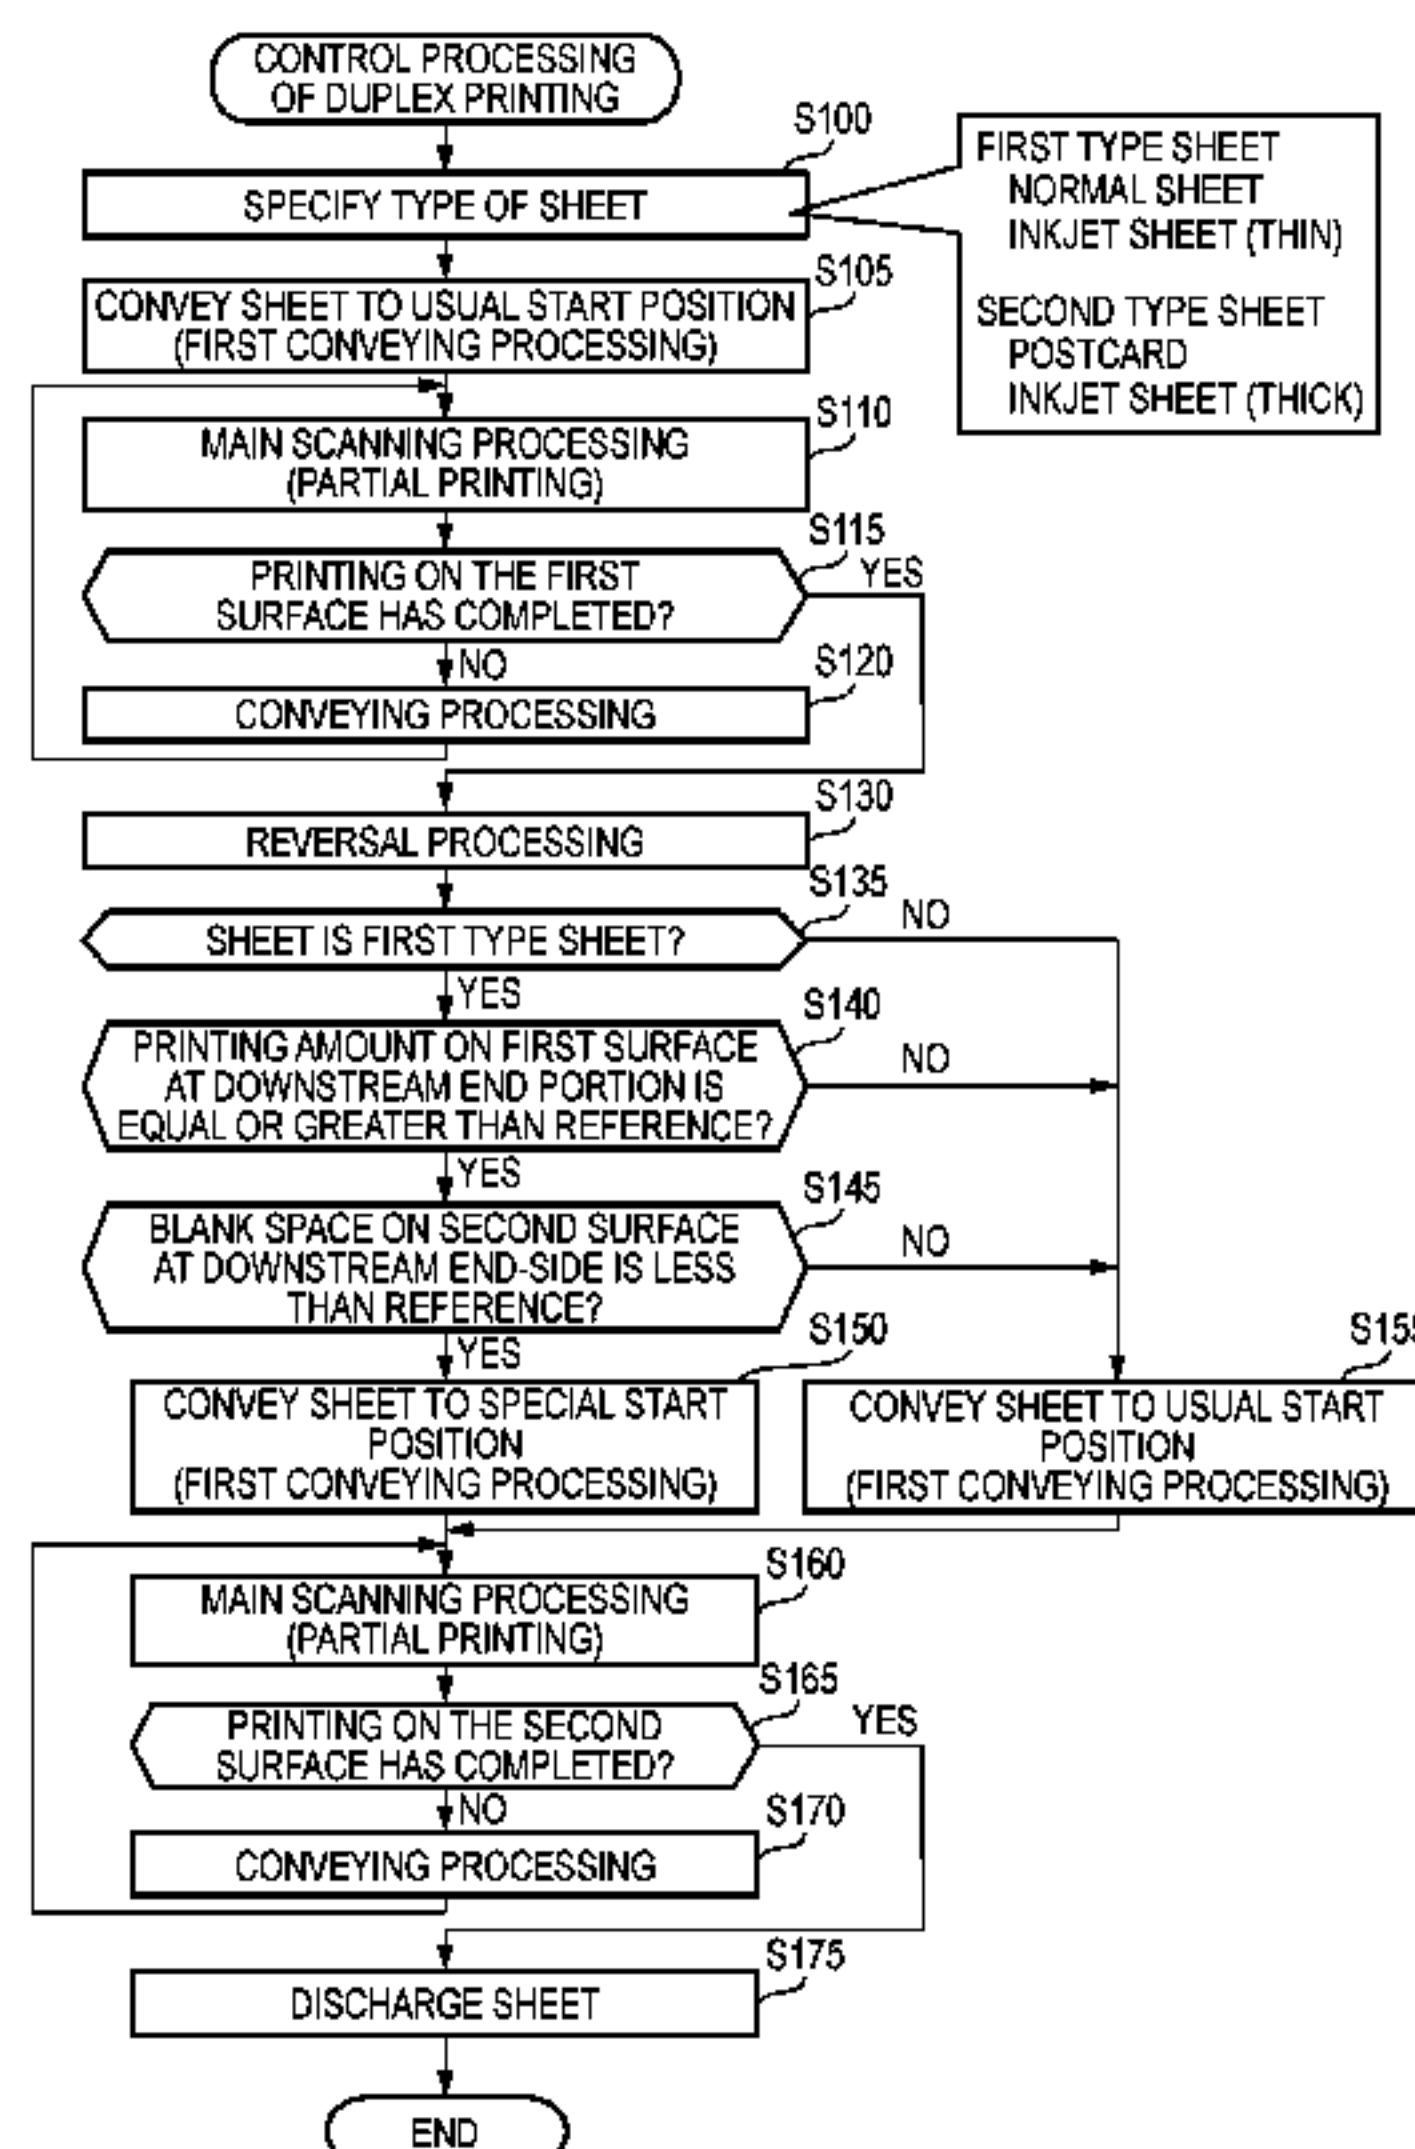 CONTROL PROCESSING
OF DUPLEX PRINTING
S100
SPECIFY TYPE OF SHEET
FIRST TYPE SHEET
NORMAL SHEET
INKJET SHEET (THIN)
SECOND TYPE SHEET
POSTCARD
INKJET SHEET (THICK)
S105
CONVEY SHEET TO USUAL START POSITION
(FIRST CONVEYING PROCESSING)
S110
MAIN SCANNING PROCESSING
(PARTIAL PRINTING)
S115
PRINTING ON THE FIRST
SURFACE HAS COMPLETED?
YES
NO
S120
CONVEYING PROCESSING
S130
REVERSAL PROCESSING
S135
SHEET IS FIRST TYPE SHEET?
NO
YES
S140
PRINTING AMOUNT ON FIRST SURFACE
AT DOWNSTREAM END PORTION IS
EQUAL OR GREATER THAN REFERENCE?
NO
YES
S145
BLANK SPACE ON SECOND SURFACE
AT DOWNSTREAM END-SIDE IS LESS
THAN REFERENCE?
NO
YES
S150
CONVEY SHEET TO SPECIAL START
POSITION
(FIRST CONVEYING PROCESSING)
S155
CONVEY SHEET TO USUAL START
POSITION
(FIRST CONVEYING PROCESSING)
S160
MAIN SCANNING PROCESSING
(PARTIAL PRINTING)
S165
PRINTING ON THE SECOND
SURFACE HAS COMPLETED?
YES
NO
S170
CONVEYING PROCESSING
S175
DISCHARGE SHEET
END